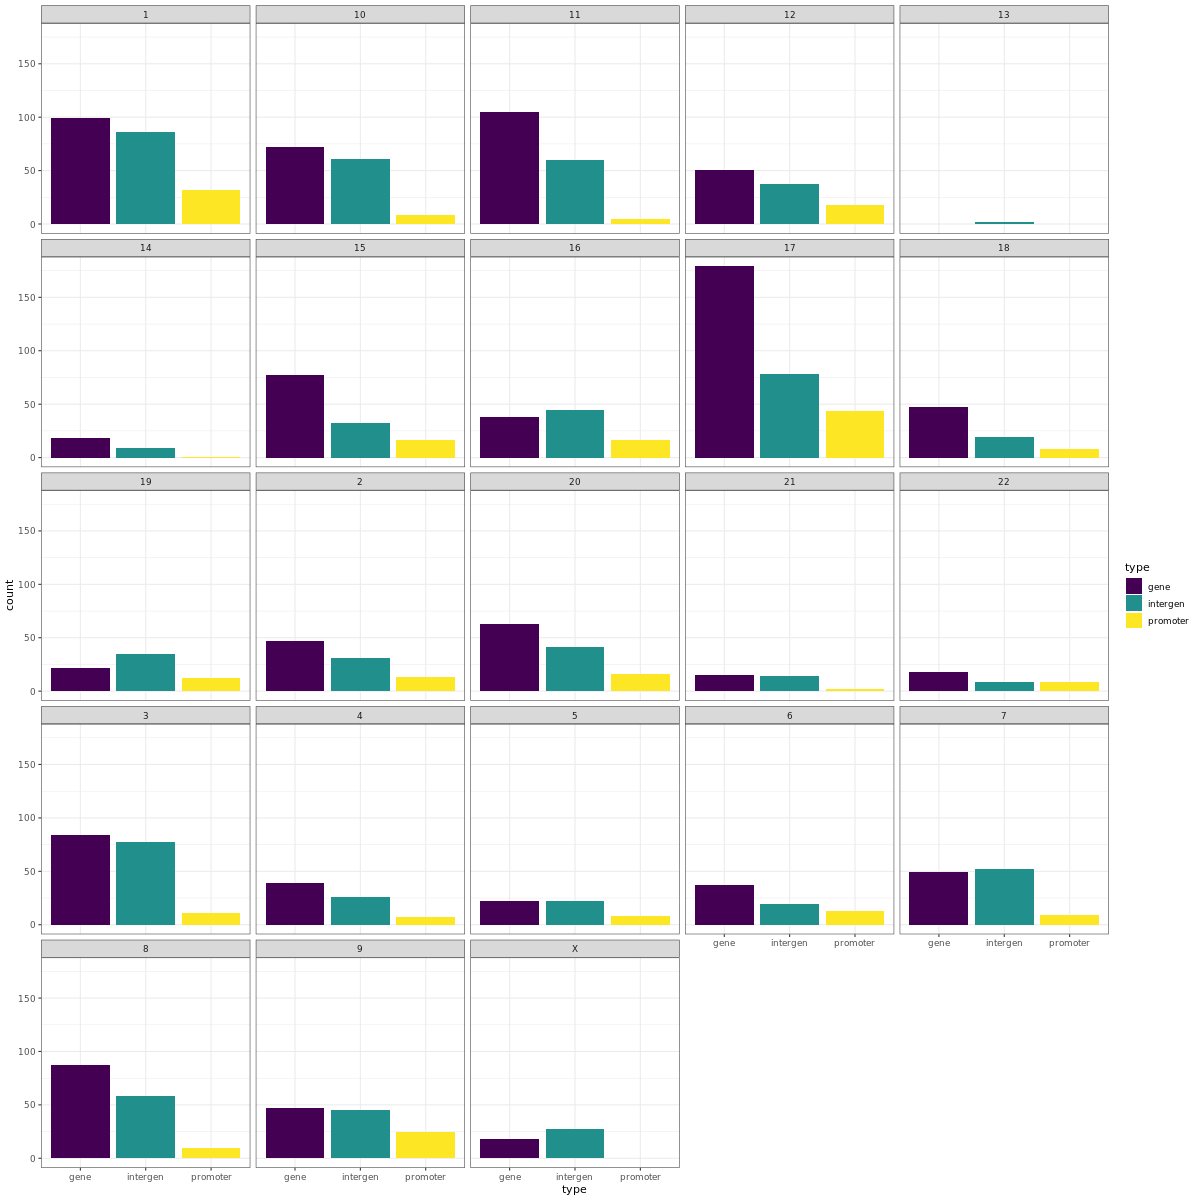 1 10 11 12 13
150
100
50
0
14 15 16 17 18
150
100
50
0
19 2 20 21 22
150
100
50
0
count
type
gene
intergen
promoter
3 4 5 6 7
150
100
50
0
gene intergen promoter gene intergen promoter
8 9 X
150
100
50
0
gene intergen promoter gene intergen promoter gene intergen promoter
type